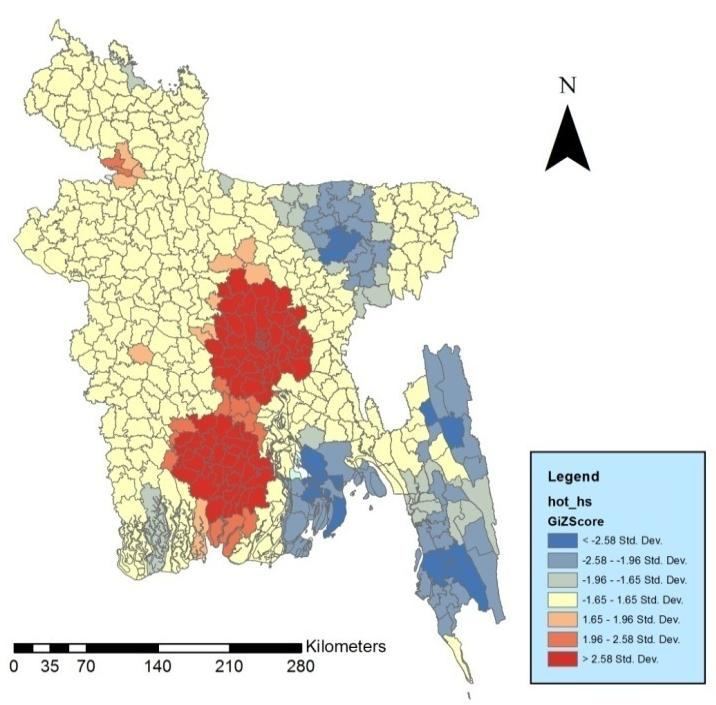 N
Legend
hot_hs
GiZScore
< -2.58 Std. Dev.
-2.58 - -1.96 Std. Dev.
-1.96 - -1.65 Std. Dev.
-1.65 - 1.65 Std. Dev.
1.65 - 1.96 Std. Dev.
1.96 - 2.58 Std. Dev.
> 2.58 Std. Dev.
Kilometers
0 35 70 140 210 280